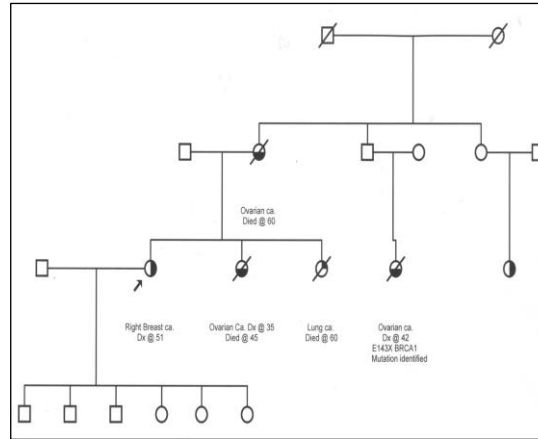 Ovarian ca.
Died @ 60
Right Breast ca.
Dx @ 51
Ovarian Ca. Dx @ 35
Died @ 45
Lung ca.
Died @ 60
Ovarian ca.
Dx @ 42
E143X BRCA1
Mutation identified